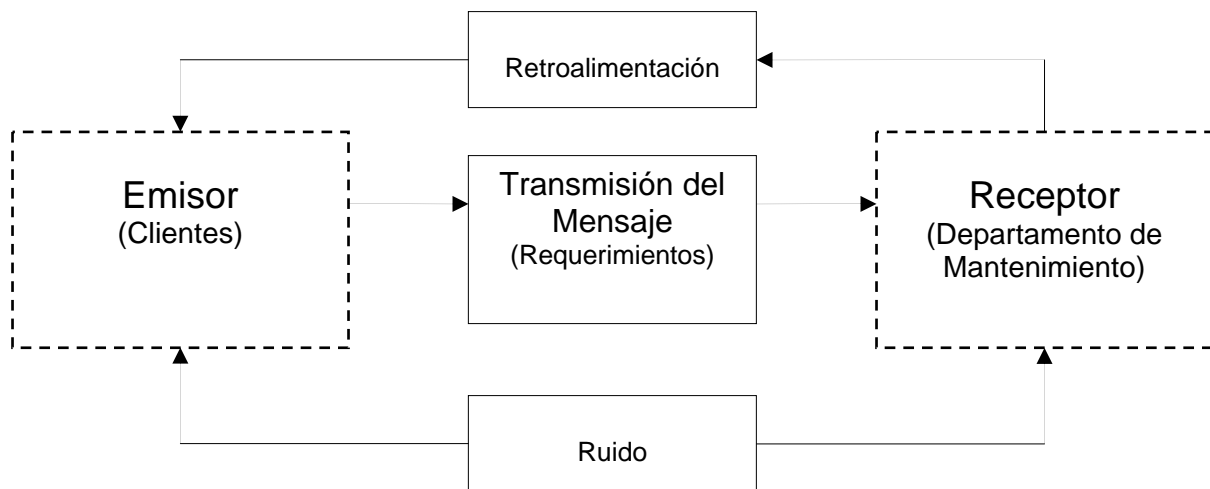 Retroalimentación
Emisor
(Clientes)
Transmisión del
Mensaje
(Requerimientos)
Receptor
(Departamento de
Mantenimiento)
Ruido